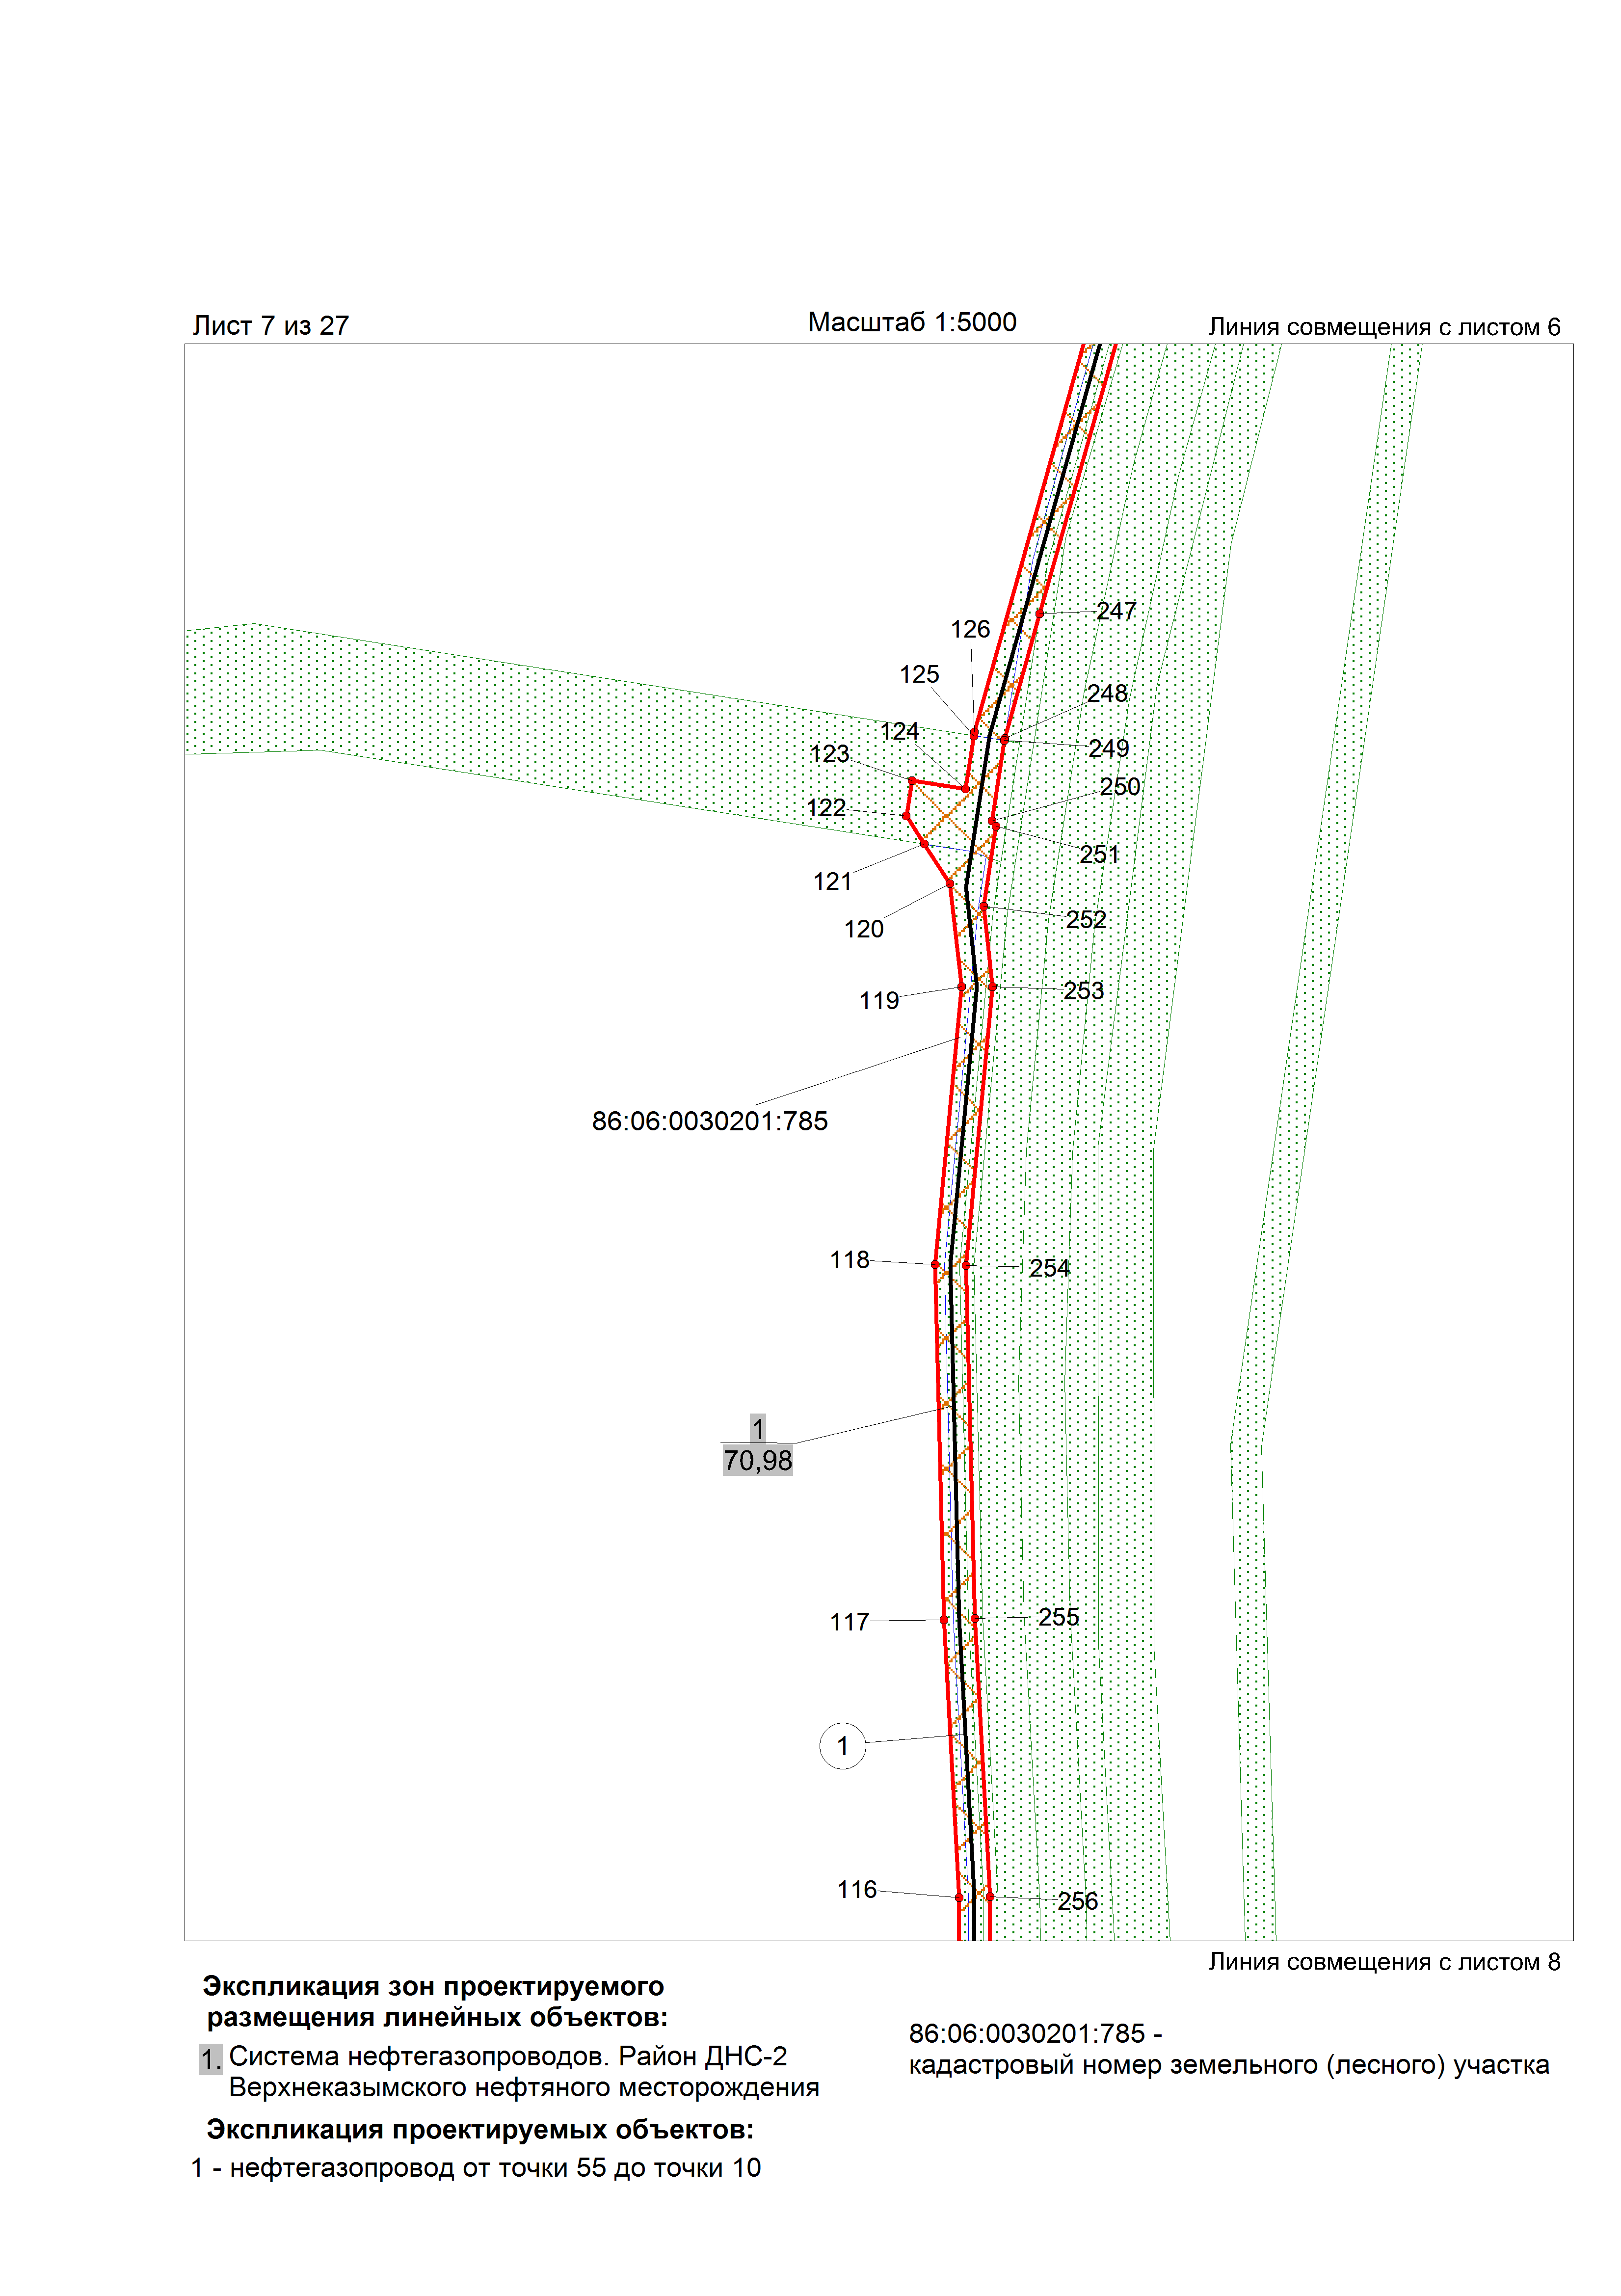 Лист 7 из 27
Масштаб 1:5000
Линия совмещения с листом 6
247
126
125
248
124
249
123
250
122
251
121
252
120
253
119
86:06:0030201:785
118
254
1
70,98
117
255
1
116
256
Линия совмещения с листом 8
Экспликация зон проектируемого
размещения линейных объектов:
1. Система нефтегазопроводов. Район ДНС-2
Верхнеказымского нефтяного месторождения
86:06:0030201:785 -
кадастровый номер земельного (лесного) участка
Экспликация проектируемых объектов:
1 - нефтегазопровод от точки 55 до точки 10